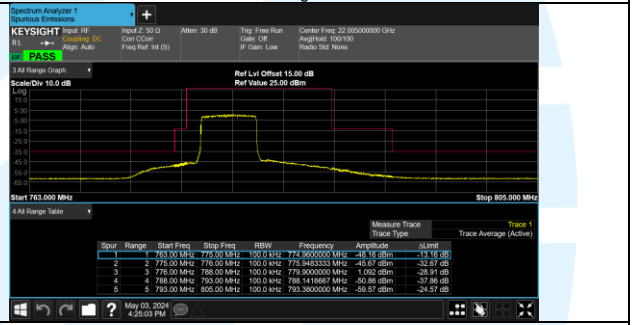 Spectrum Analyzer 1
Spurious Emissions
+
KEYSIGHT Input: RF Input Z: 50 Ω Atten: 30 dB Trig: Free Run Center Freq: 22.005000000 GHz
RL Coupling: DC Corr CCorr Gate: Off Avg|Hold: 100/100
Align: Auto Freq Ref: Int (S) IF Gain: Low Radio Std: None
PASS
3 All Range Graph
Scale/Div 10.0 dB Ref Lvl Offset 15.00 dB
Ref Value 25.00 dBm
Log
15.0
5.00
-5.00
-15.0
-25.0
-35.0
-45.0
-55.0
-65.0
Start 763.000 MHz Stop 805.000 MHz
4 All Range Table
Measure Trace Trace 1
Trace Type Trace Average (Active)
Spur Range Start Freq Stop Freq RBW Frequency Amplitude ΔLimit
1 1 763.00 MHz 775.00 MHz 100.0 kHz 774.9600000 MHz -48.16 dBm -13.16 dB
2 2 775.00 MHz 776.00 MHz 100.0 kHz 775.9483333 MHz -45.67 dBm -32.67 dB
3 3 776.00 MHz 788.00 MHz 100.0 kHz 779.9000000 MHz 1.092 dBm -28.91 dB
4 4 788.00 MHz 793.00 MHz 100.0 kHz 788.1416667 MHz -50.86 dBm -37.86 dB
5 5 793.00 MHz 805.00 MHz 100.0 kHz 793.3800000 MHz -59.57 dBm -24.57 dB
? May 03, 2024
4:25:03 PM